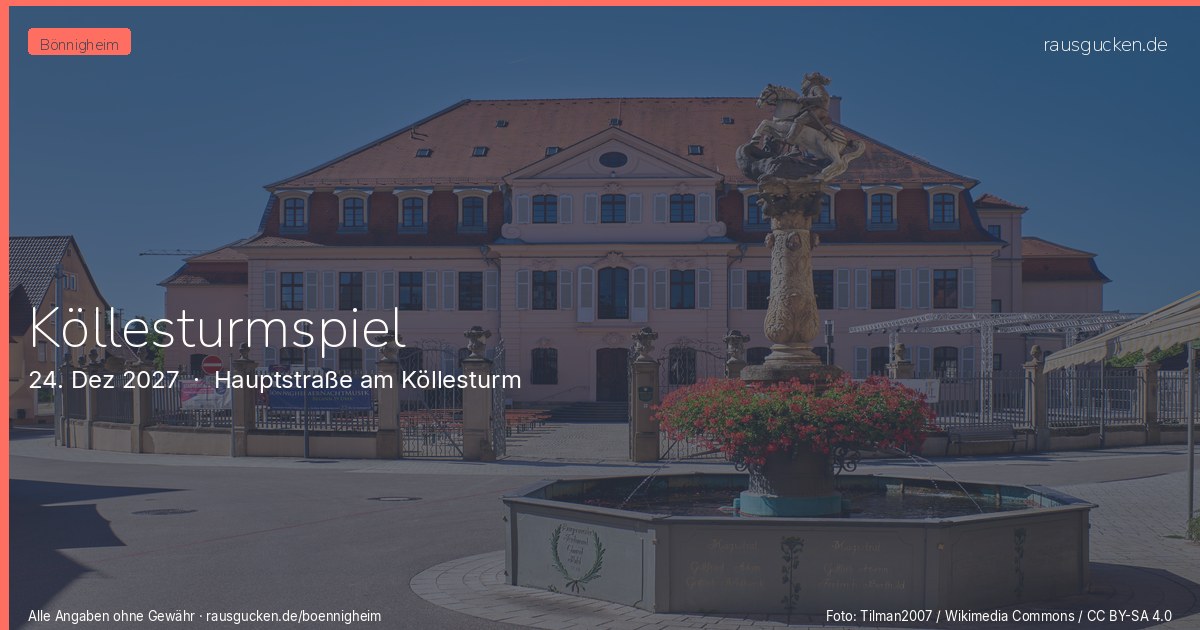 Bönnigheim
rausgucken.de
Köllesturmspiel
24. Dez 2027 · Hauptstraße am Köllesturm
Alle Angaben ohne Gewähr · rausgucken.de/boennigheim
Foto: Tilman2007 / Wikimedia Commons / CC BY-SA 4.0